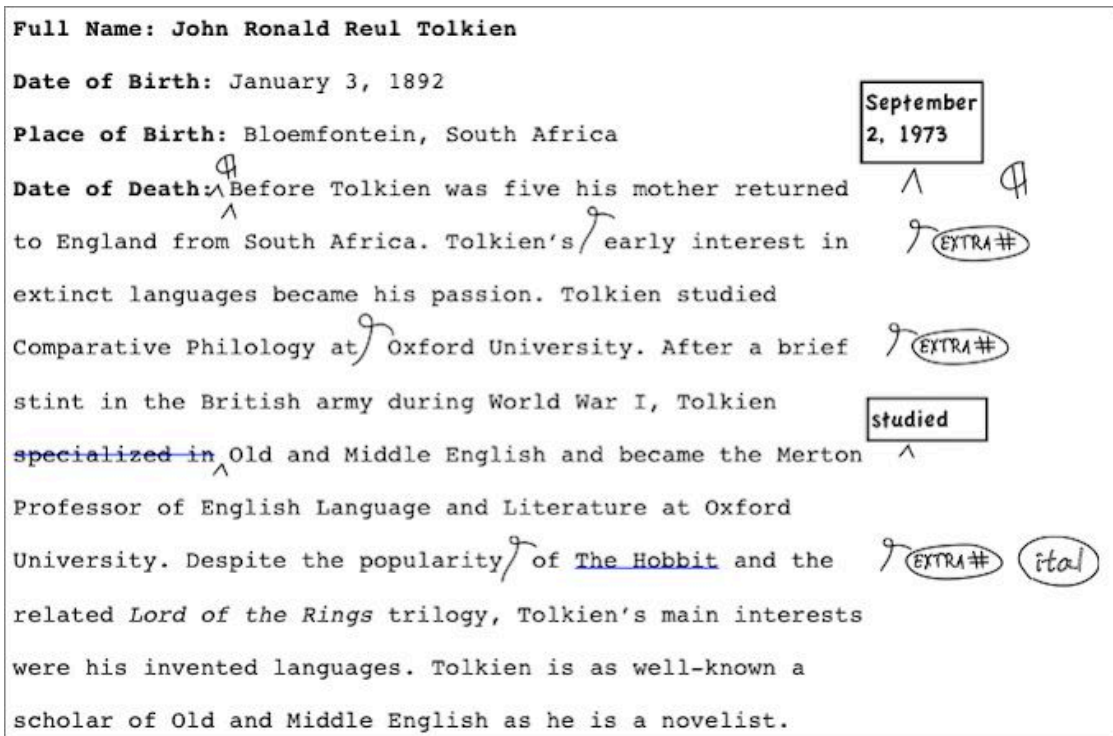 Full Name: John Ronald Reul Tolkien
Date of Birth: January 3, 1892
September
Place of Birth: Bloemfontein, South Africa 2, 1973
¶
Date of Death: Before Tolkien was five his mother returned ¶
to England from South Africa. Tolkien's early interest in EXTRA #
extinct languages became his passion. Tolkien studied
Comparative Philology at Oxford University. After a brief EXTRA #
stint in the British army during World War I, Tolkien studied
specialized in Old and Middle English and became the Merton
Professor of English Language and Literature at Oxford
University. Despite the popularity of The Hobbit and the EXTRA # ital
related Lord of the Rings trilogy, Tolkien's main interests
were his invented languages. Tolkien is as well-known a
scholar of Old and Middle English as he is a novelist.